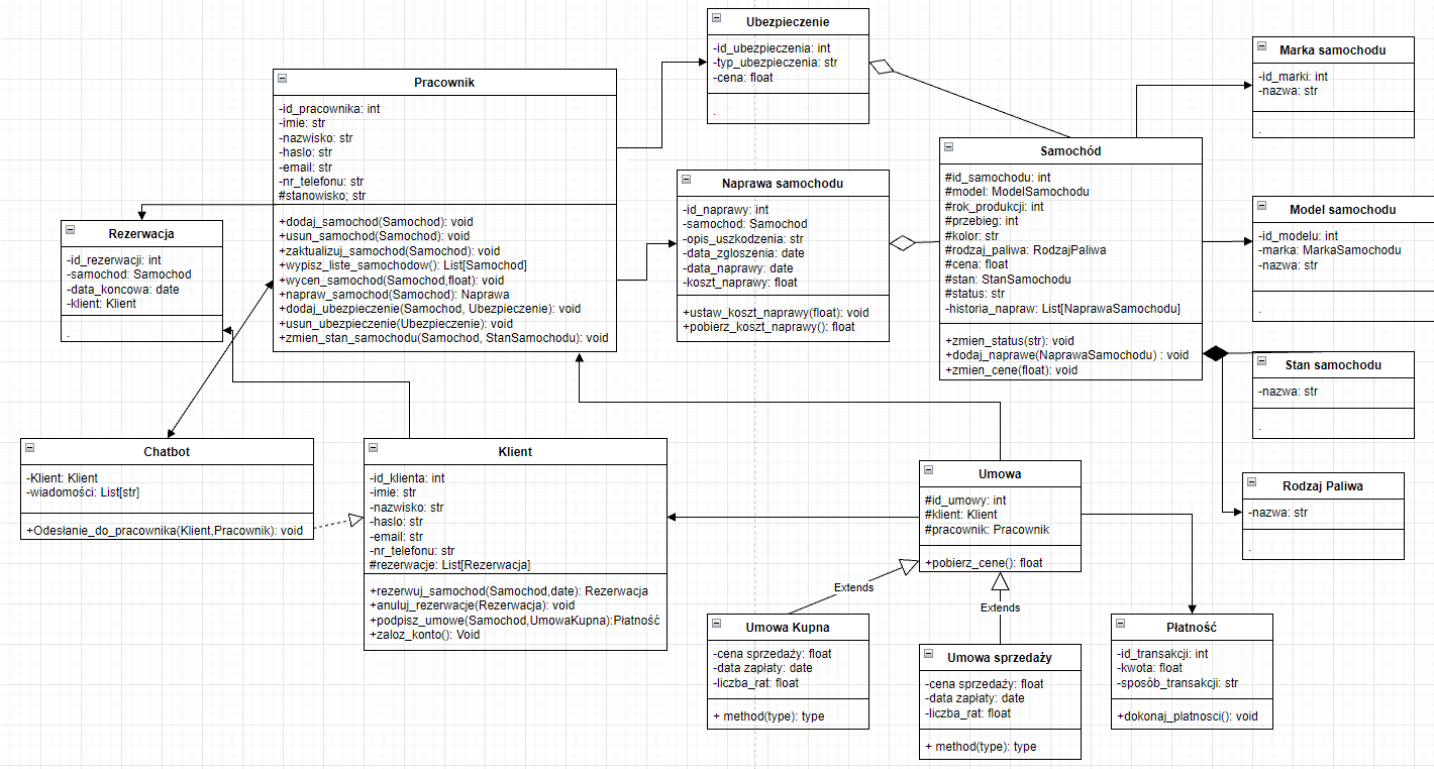 Ubezpieczenie
-id_ubezpieczenia: int
-typ_ubezpieczenia: str
-cena: float
.
Marka samochodu
-id_marki: int
-nazwa: str
.
Pracownik
-id_pracownika: int
-imie: str
-nazwisko: str
-haslo: str
-email: str
-nr_telefonu: str
#stanowisko; str
+dodaj_samochod(Samochod): void
+usun_samochod(Samochod): void
+zaktualizuj_samochod(Samochod): void
+wypisz_liste_samochodow(): List[Samochod]
+wycen_samochod(Samochod,float): void
+napraw_samochod(Samochod): Naprawa
+dodaj_ubezpieczenie(Samochod, Ubezpieczenie): void
+usun_ubezpieczenie(Ubezpieczenie): void
+zmien_stan_samochodu(Samochod, StanSamochodu): void
Samochód
#id_samochodu: int
#model: ModelSamochodu
#rok_produkcji: int
#przebieg: int
#kolor: str
#rodzaj_paliwa: RodzajPaliwa
#cena: float
#stan: StanSamochodu
#status: str
-historia_napraw: List[NaprawaSamochodu]
+zmien_status(str): void
+dodaj_naprawe(NaprawaSamochodu) : void
+zmien_cene(float): void
Naprawa samochodu
-id_naprawy: int
-samochod: Samochod
-opis_uszkodzenia: str
-data_zgloszenia: date
-data_naprawy: date
-koszt_naprawy: float
+ustaw_koszt_naprawy(float): void
+pobierz_koszt_naprawy(): float
Model samochodu
-id_modelu: int
-marka: MarkaSamochodu
-nazwa: str
.
Rezerwacja
-id_rezerwacji: int
-samochod: Samochod
-data_koncowa: date
-klient: Klient
.
Stan samochodu
-nazwa: str
.
Chatbot
-Klient: Klient
-wiadomości: List[str]
+Odesłanie_do_pracownika(Klient,Pracownik): void
Klient
-id_klienta: int
-imie: str
-nazwisko: str
-haslo: str
-email: str
-nr_telefonu: str
#rezerwacje: List[Rezerwacja]
+rezerwuj_samochod(Samochod,date): Rezerwacja
+anuluj_rezerwacje(Rezerwacja): void
+podpisz_umowe(Samochod,UmowaKupna):Płatność
+zaloz_konto(): Void
Umowa
#id_umowy: int
#klient: Klient
#pracownik: Pracownik
+pobierz_cene(): float
Rodzaj Paliwa
-nazwa: str
.
Extends
Extends
Umowa Kupna
-cena sprzedaży: float
-data zapłaty: date
-liczba_rat: float
+ method(type): type
Umowa sprzedaży
-cena sprzedaży: float
-data zapłaty: date
-liczba_rat: float
+ method(type): type
Płatność
-id_transakcji: int
-kwota: float
-sposób_transakcji: str
+dokonaj_platnosci(): void